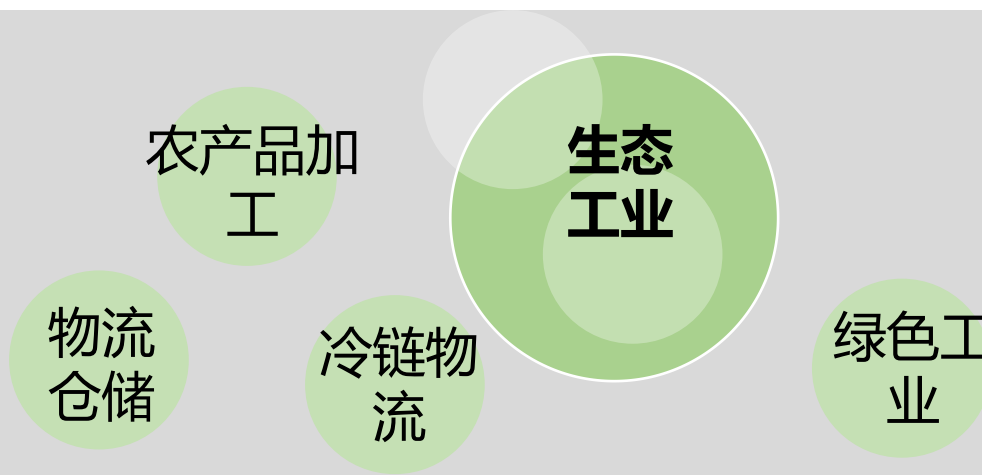 农产品加
工
生态
工业
物流
仓储
冷链物
流
绿色工
业